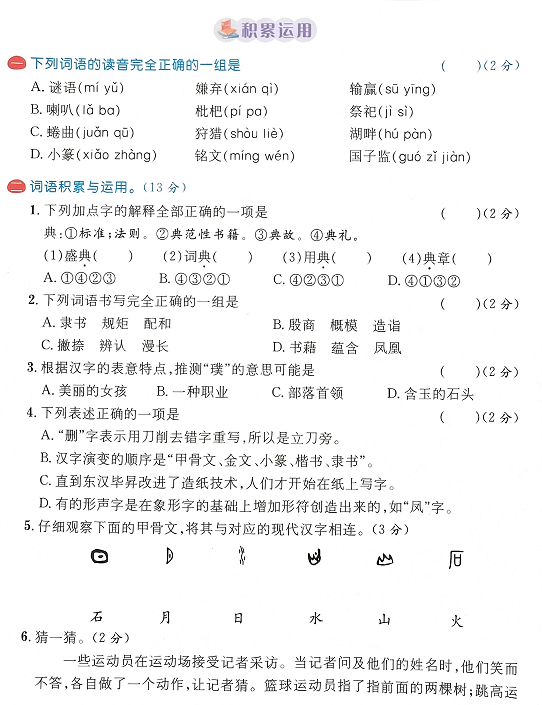 积累运用
一 下列词语的读音完全正确的一组是 ( )(2分)
A. 谜语(mí yǔ) 嫌弃(xián qì) 输赢(sū yīng)
B. 喇叭(lǎ ba) 枇杷(pí pa) 祭祀(jì sì)
C. 蜷曲(juǎn qū) 狩猎(shòu liè) 湖畔(hú pàn)
D. 小篆(xiǎo zhàng) 铭文(míng wén) 国子监(guó zǐ jiàn)
二 词语积累与运用。(13分)
1. 下列加点字的解释全部正确的一项是 ( )(2分)
典:①标准;法则。②典范性书籍。③典故。④典礼。
(1)盛典( ) (2)词典( ) (3)用典( ) (4)典章( )
A. ①④②③ B. ④③②① C. ④②③① D. ④①③②
2. 下列词语书写完全正确的一组是 ( )(2分)
A. 隶书 规矩 配和 B. 殷商 概模 造诣
C. 撇捺 辨认 漫长 D. 书藉 蕴含 凤凰
3. 根据汉字的表意特点,推测“璞”的意思可能是 ( )(2分)
A. 美丽的女孩 B. 一种职业 C. 部落首领 D. 含玉的石头
4. 下列表述正确的一项是 ( )(2分)
A. “删”字表示用刀削去错字重写,所以是立刀旁。
B. 汉字演变的顺序是“甲骨文、金文、小篆、楷书、隶书”。
C. 直到东汉毕昇改进了造纸技术,人们才开始在纸上写字。
D. 有的形声字是在象形字的基础上增加形符创造出来的,如“凤”字。
5. 仔细观察下面的甲骨文,将其与对应的现代汉字相连。(3分)
石 月 日 水 山 火
6. 猜一猜。(2分)
一些运动员在运动场接受记者采访。当记者问及他们的姓名时,他们笑而
不答,各自做了一个动作,让记者猜。篮球运动员指了指前面的两棵树;跳高运